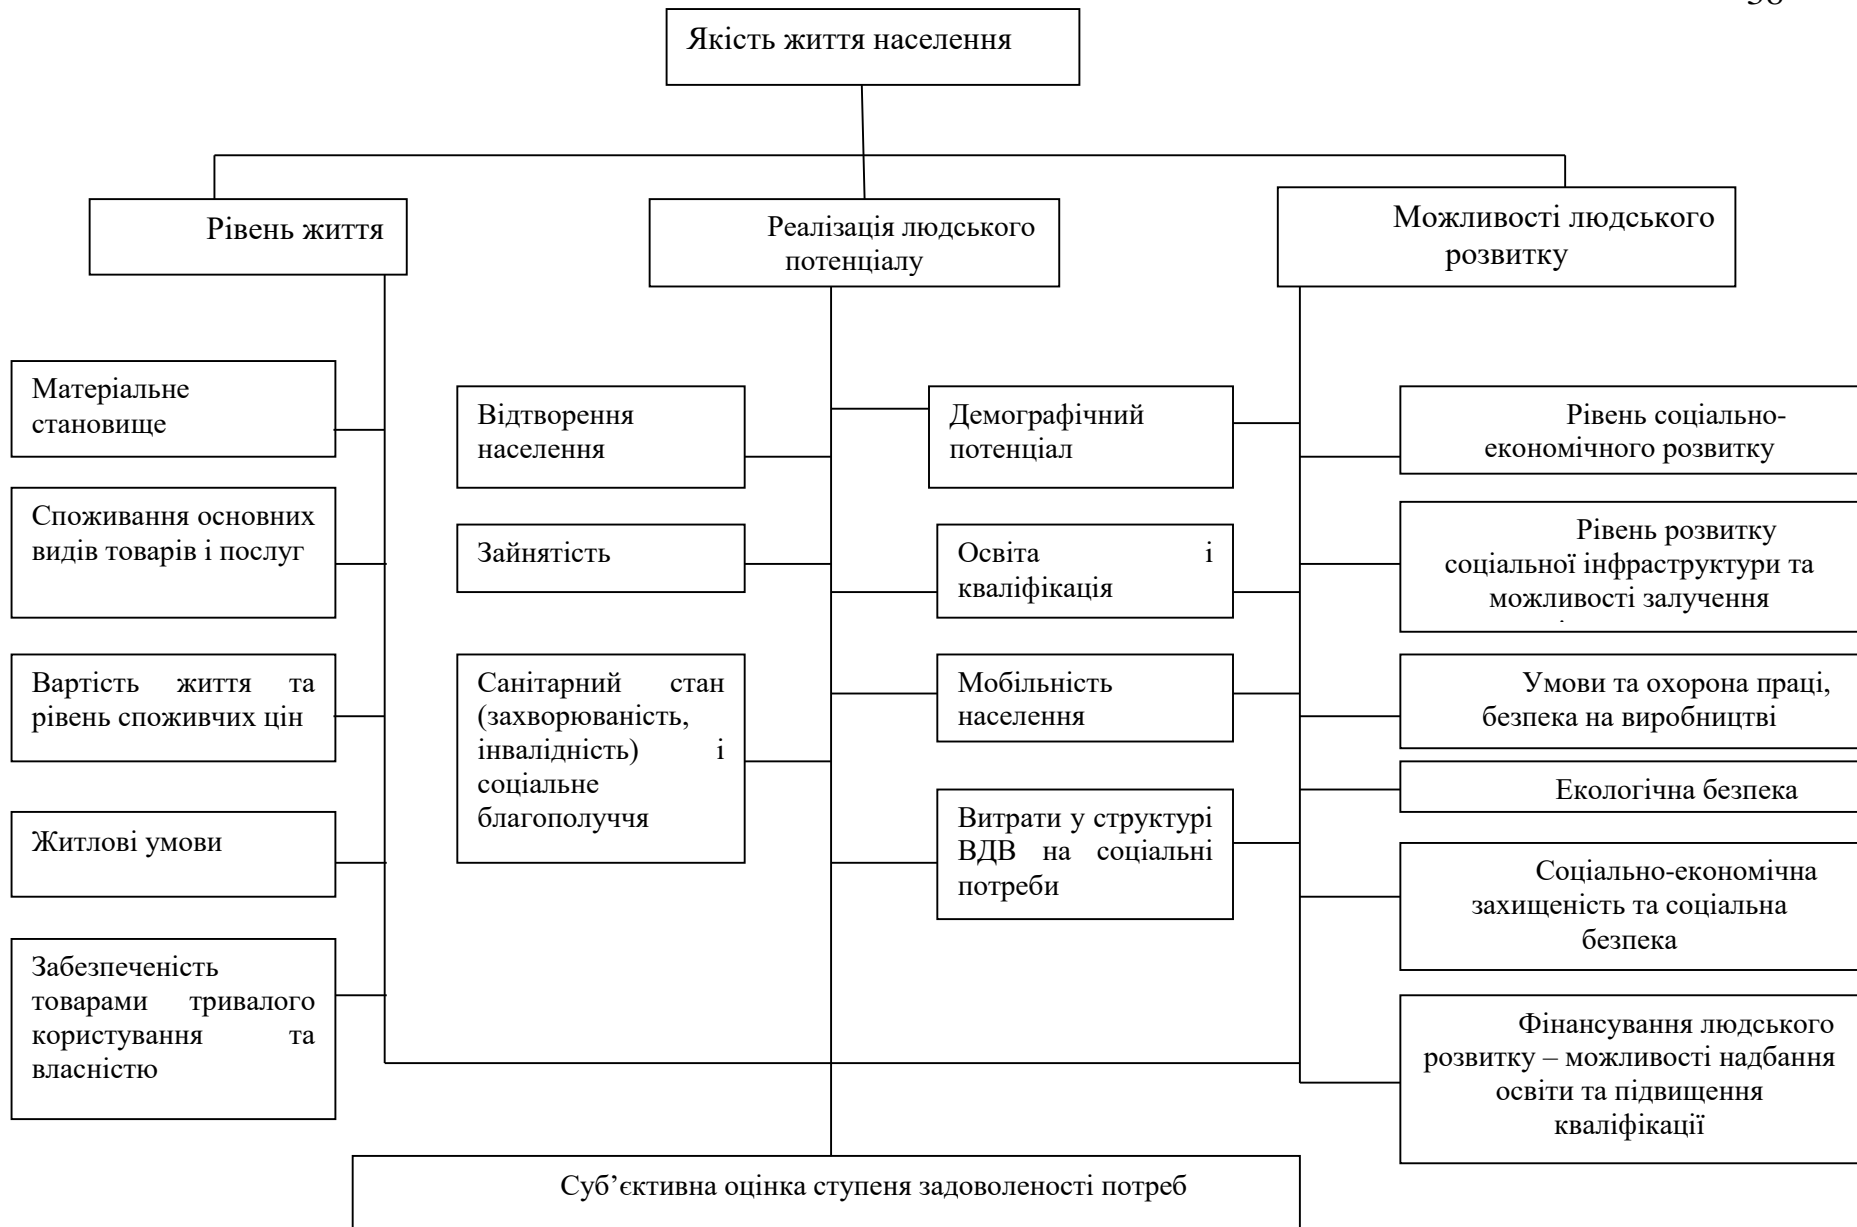 Якість життя населення
Рівень життя
Реалізація людського
потенціалу
Можливості людського
розвитку
Матеріальне
становище
Споживання основних
видів товарів і послуг
Вартість життя та
рівень споживчих цін
Житлові умови
Забезпеченість
товарами тривалого
користування та
власністю
Відтворення
населення
Зайнятість
Санітарний стан
(захворюваність,
інвалідність) і
соціальне
благополуччя
Демографічний
потенціал
Освіта і
кваліфікація
Мобільність
населення
Витрати у структурі
ВДВ на соціальні
потреби
Рівень соціально-
економічного розвитку
Рівень розвитку
соціальної інфраструктури та
можливості залучення
Умови та охорона праці,
безпека на виробництві
Екологічна безпека
Соціально-економічна
захищеність та соціальна
безпека
Фінансування людського
розвитку – можливості надбання
освіти та підвищення
кваліфікації
Суб’єктивна оцінка ступеня задоволеності потреб